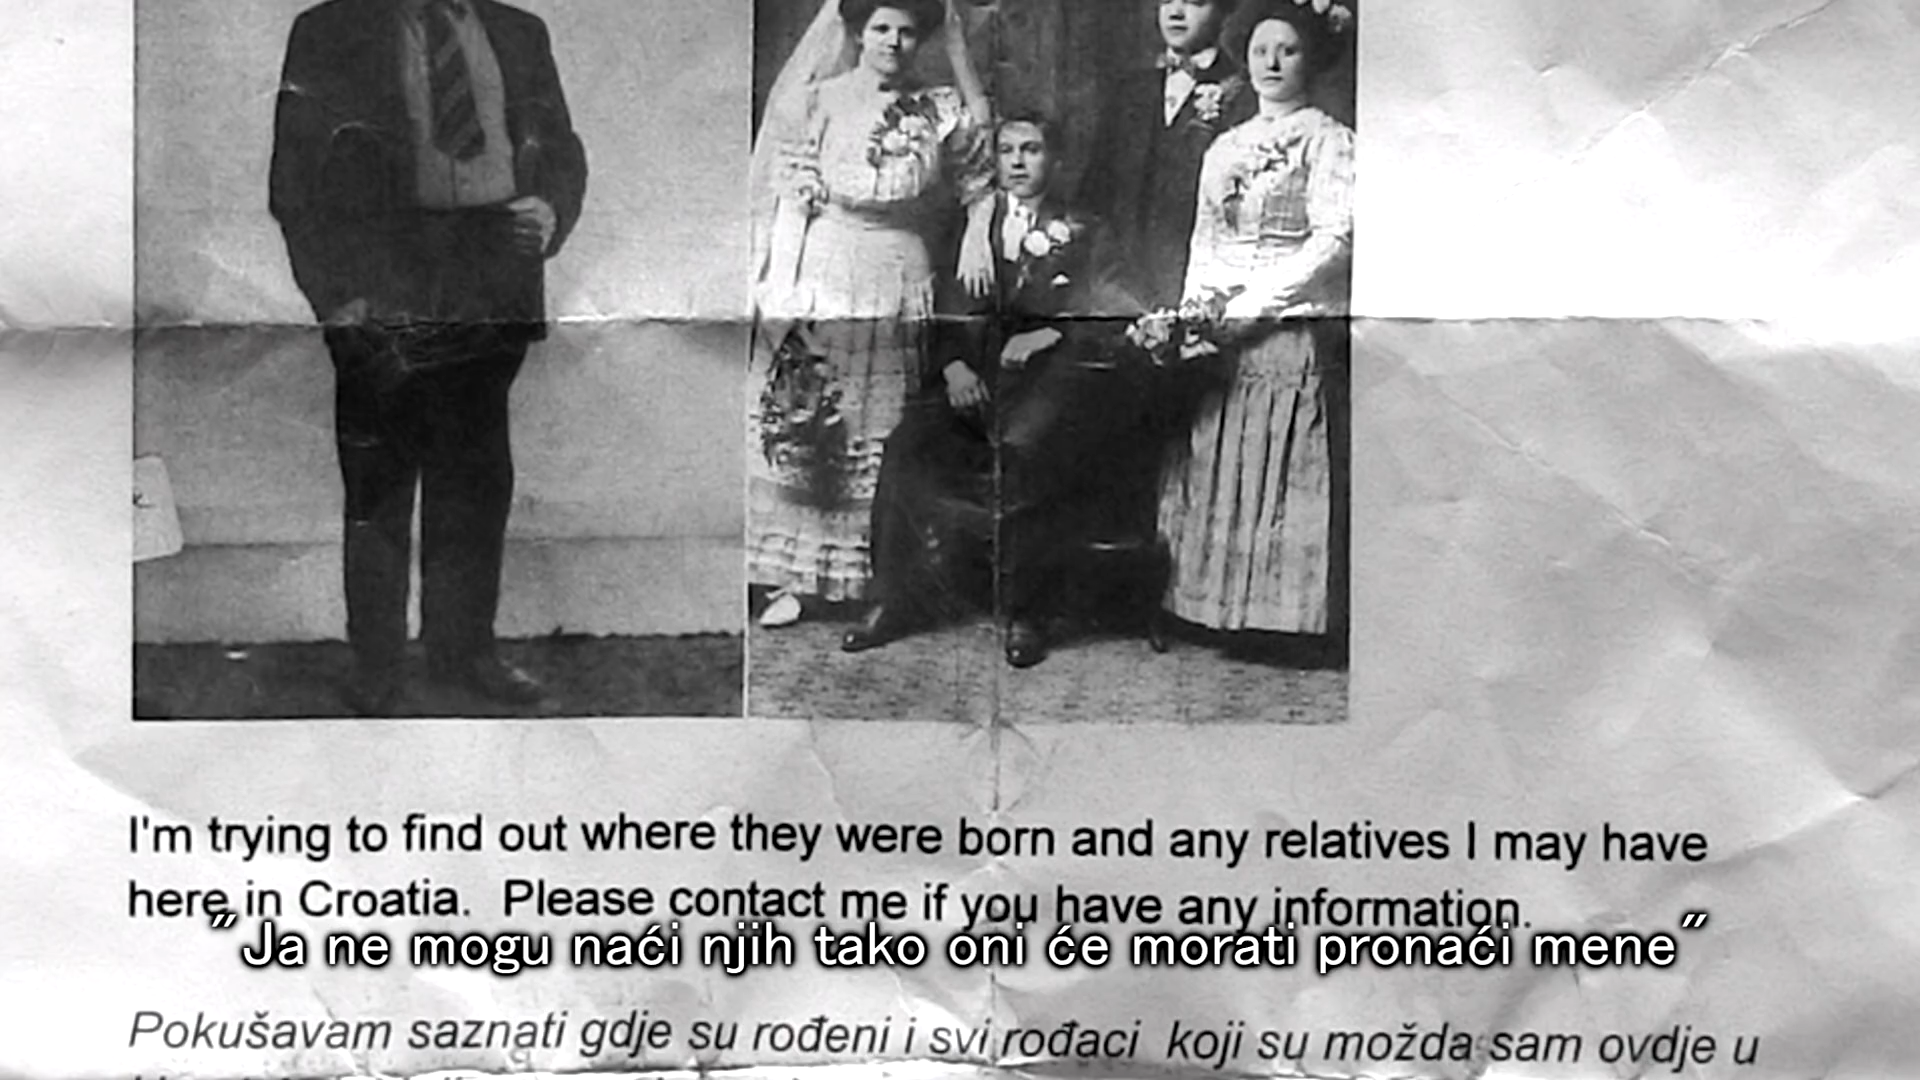 I'm trying to find out where they were born and any relatives I may have
here in Croatia. Please contact me if you have any information.
"Ja ne mogu naći njih tako oni će morati pronaći mene"
Pokušavam saznati gdje su rođeni i svi rođaci koji su možda sam ovdje u